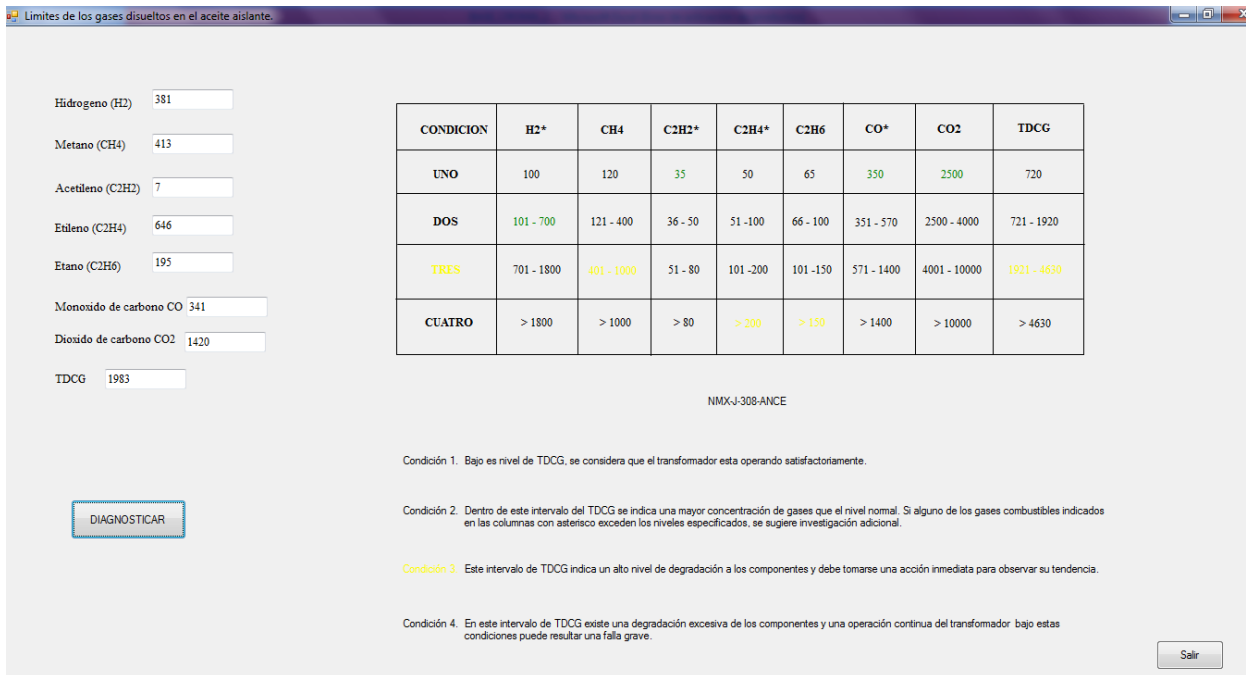 Limites de los gases disueltos en el aceite aislante.
Hidrogeno (H2) 381
Metano (CH4) 413
Acetileno (C2H2) 7
Etileno (C2H4) 646
Etano (C2H6) 195
Monoxido de carbono CO 341
Dioxido de carbono CO2 1420
TDCG 1983
DIAGNOSTICAR
CONDICION H2* CH4 C2H2* C2H4* C2H6 CO* CO2 TDCG
UNO 100 120 35 50 65 350 2500 720
DOS 101 - 700 121 - 400 36 - 50 51 -100 66 - 100 351 - 570 2500 - 4000 721 - 1920
TRES 701 - 1800 401 - 1000 51 - 80 101 -200 101 -150 571 - 1400 4001 - 10000 1921 - 4630
CUATRO > 1800 > 1000 > 80 > 200 > 150 > 1400 > 10000 > 4630
NMX-J-308-ANCE
Condición 1. Bajo es nivel de TDCG, se considera que el transformador esta operando satisfactoriamente.
Condición 2. Dentro de este intervalo del TDCG se indica una mayor concentración de gases que el nivel normal. Si alguno de los gases combustibles indicados
en las columnas con asterisco exceden los niveles especificados, se sugiere investigación adicional.
Condición 3. Este intervalo de TDCG indica un alto nivel de degradación a los componentes y debe tomarse una acción inmediata para observar su tendencia.
Condición 4. En este intervalo de TDCG existe una degradación excesiva de los componentes y una operación continua del transformador bajo estas
condiciones puede resultar una falla grave.
Salir